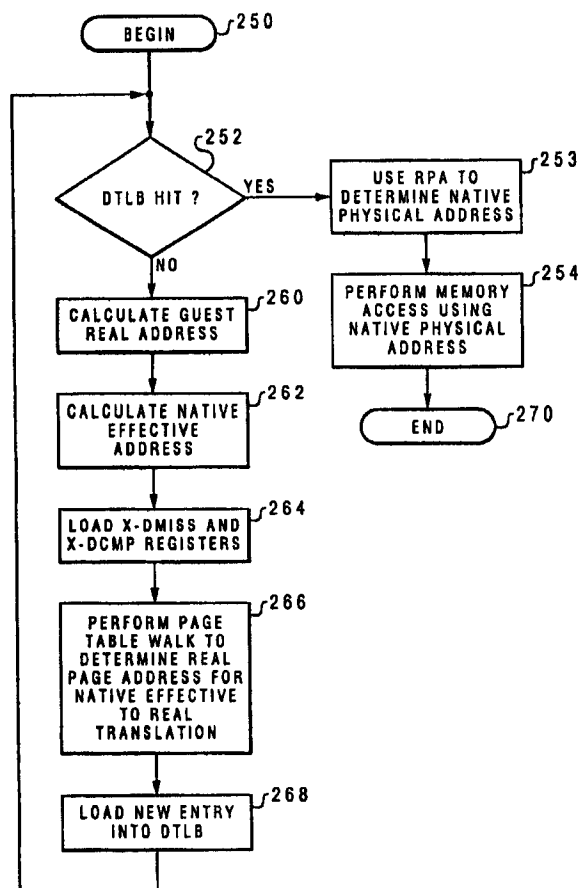 BEGIN
250
252
DTLB HIT ?
YES
NO
253
USE RPA TO
DETERMINE NATIVE
PHYSICAL ADDRESS
254
PERFORM MEMORY
ACCESS USING
NATIVE PHYSICAL
ADDRESS
END
270
260
CALCULATE GUEST
REAL ADDRESS
262
CALCULATE NATIVE
EFFECTIVE
ADDRESS
264
LOAD X-DMISS AND
X-DCMP REGISTERS
266
PERFORM PAGE
TABLE WALK TO
DETERMINE REAL
PAGE ADDRESS FOR
NATIVE EFFECTIVE
TO REAL
TRANSLATION
268
LOAD NEW ENTRY
INTO DTLB